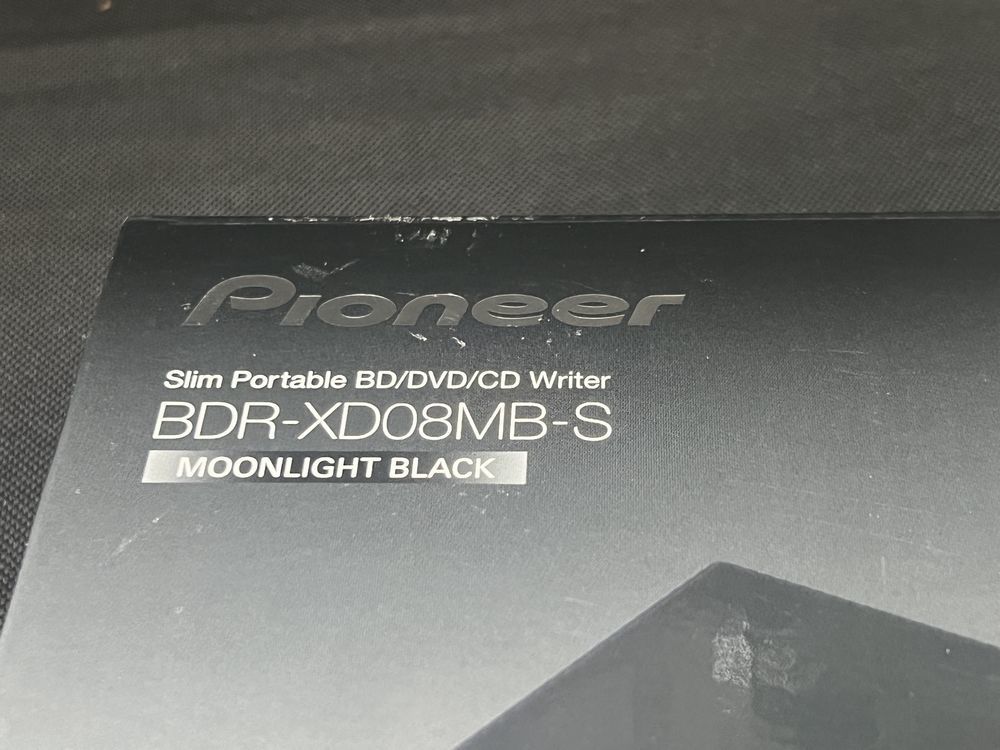 Pioneer
Slim Portable BD/DVD/CD Writer
BDR-XD08MB-S
MOONLIGHT BLACK